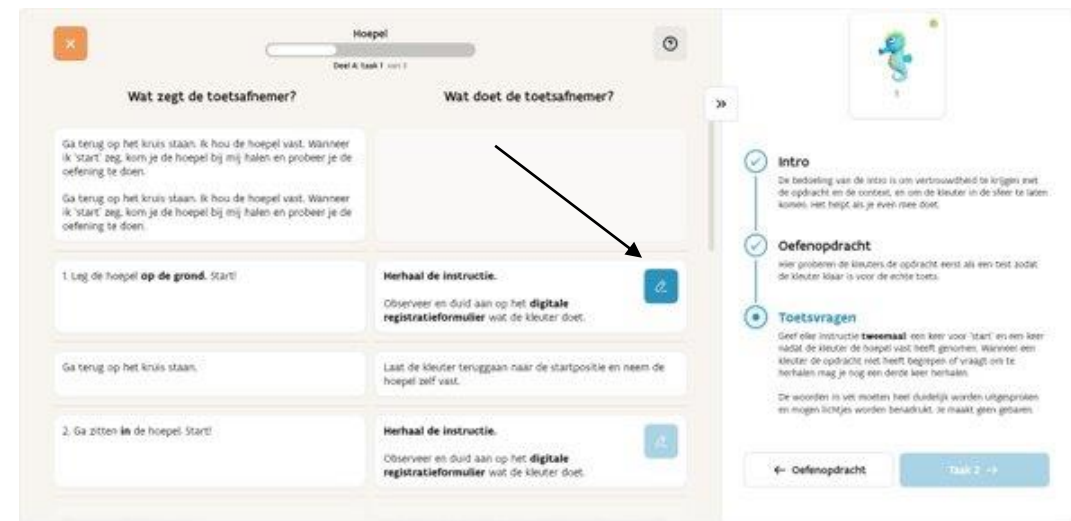 Hoepel
Deel A: taak 1 van 3
Wat zegt de toetsafnemer?
Wat doet de toetsafnemer?
Ga terug op het kruis staan. Ik hou de hoepel vast. Wanneer
ik 'start' zeg, kom je de hoepel bij mij halen en probeer je de
oefening te doen.
Ga terug op het kruis staan. Ik hou de hoepel vast. Wanneer
ik 'start' zeg, kom je de hoepel bij mij halen en probeer je de
oefening te doen.
1. Leg de hoepel op de grond. Start!
Herhaal de instructie.
Observeer en duid aan op het digitale
registratieformulier wat de kleuter doet.
Ga terug op het kruis staan.
Laat de kleuter teruggaan naar de startpositie en neem de
hoepel zelf vast.
2. Ga zitten in de hoepel. Start!
Herhaal de instructie.
Observeer en duid aan op het digitale
registratieformulier wat de kleuter doet.
1
Intro
De bedoeling van de intro is om vertrouwdheid te krijgen met
de opdracht en de context, en om de kleuter in de sfeer te laten
komen. Het helpt als je even mee doet.
Oefenopdracht
Hier proberen de kleuters de opdracht eerst als een test zodat
de kleuter klaar is voor de echte toets.
Toetsvragen
Geef elke instructie tweemaal: een keer voor 'start' en een keer
nadat de kleuter de hoepel vast heeft genomen. Wanneer een
kleuter de opdracht niet heeft begrepen of vraagt om te
herhalen mag je nog een derde keer herhalen.
De woorden in vet moeten heel duidelijk worden uitgesproken
en mogen lichtjes worden benadrukt. Je maakt geen gebaren.
← Oefenopdracht
Taak 2 →